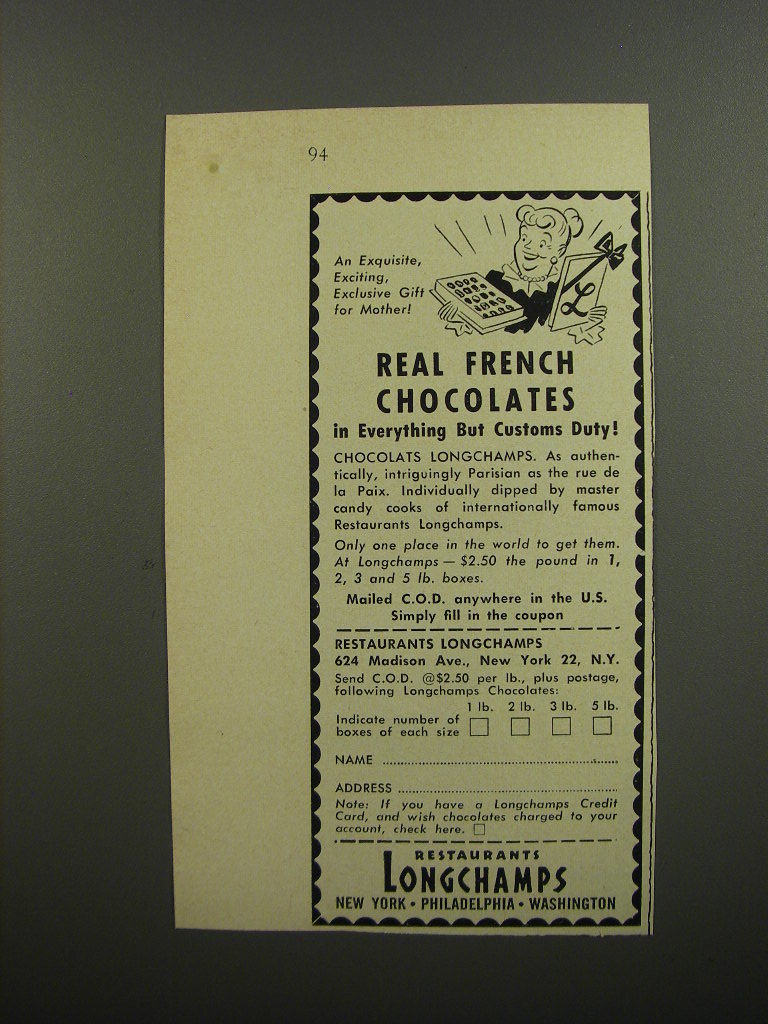 94
An Exquisite,
Exciting,
Exclusive Gift
for Mother!
L
REAL FRENCH
CHOCOLATES
in Everything But Customs Duty!
CHOCOLATS LONGCHAMPS. As authen-
tically, intriguingly Parisian as the rue de
la Paix. Individually dipped by master
candy cooks of internationally famous
Restaurants Longchamps.
Only one place in the world to get them.
At Longchamps — $2.50 the pound in 1,
2, 3 and 5 lb. boxes.
Mailed C.O.D. anywhere in the U.S.
Simply fill in the coupon
RESTAURANTS LONGCHAMPS
624 Madison Ave., New York 22, N.Y.
Send C.O.D. @$2.50 per lb., plus postage,
following Longchamps Chocolates:
1 lb. 2 lb. 3 lb. 5 lb.
Indicate number of
boxes of each size
NAME
ADDRESS
Note: If you have a Longchamps Credit
Card, and wish chocolates charged to your
account, check here.
RESTAURANTS
LONGCHAMPS
NEW YORK • PHILADELPHIA • WASHINGTON